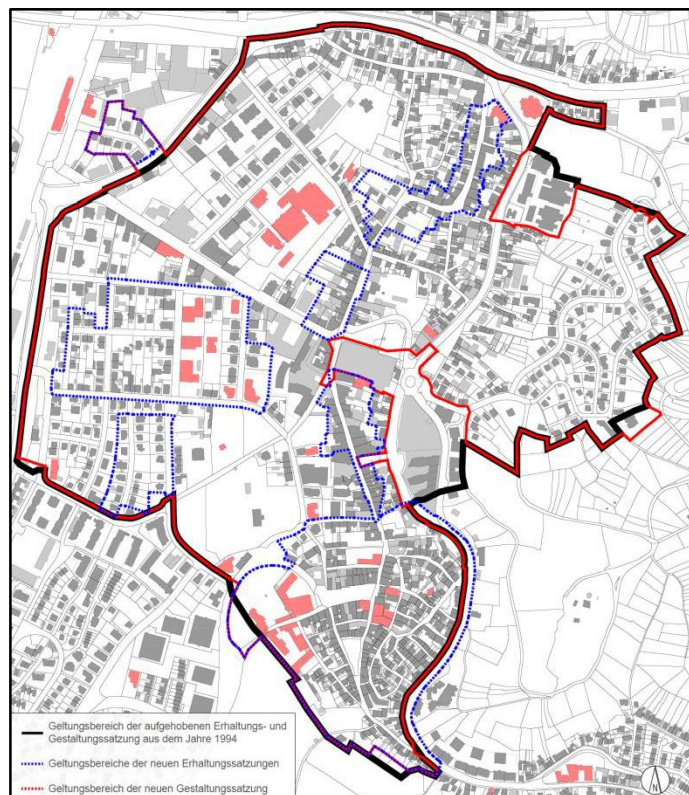 Geltungsbereich der aufgehobenen Erhaltungs- und
Gestaltungssatzung aus dem Jahre 1994
Geltungsbereiche der neuen Erhaltungssatzungen
Geltungsbereich der neuen Gestaltungssatzung
N